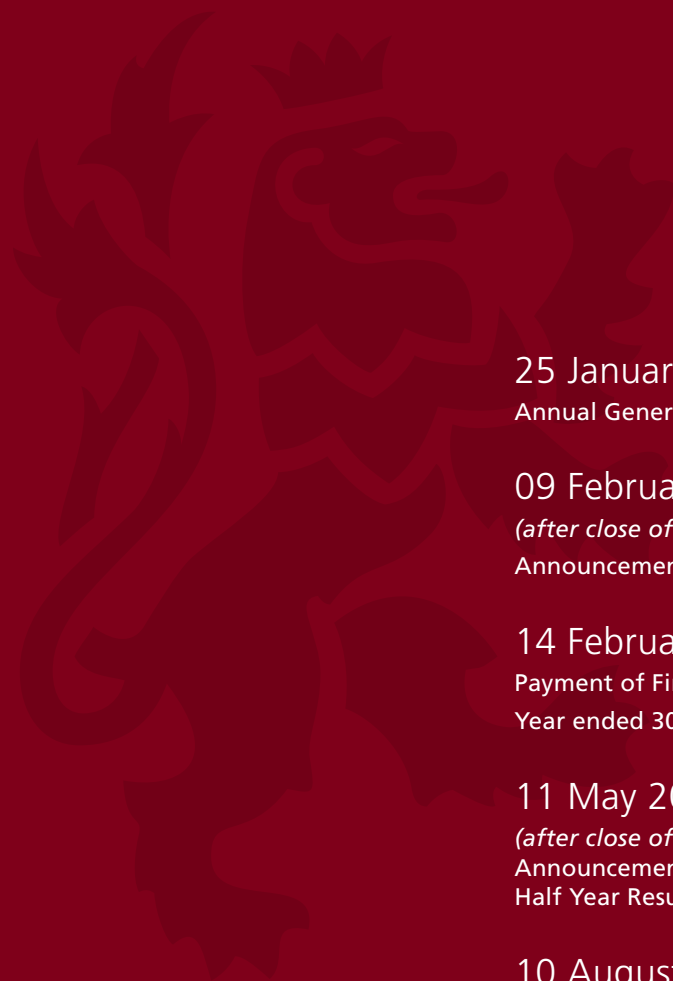 25 Januar
Annual Gener
09 Februa
(after close of
Announcemen
14 Februa
Payment of Fi
Year ended 30
11 May 20
(after close of
Announcemen
Half Year Resu
10 August